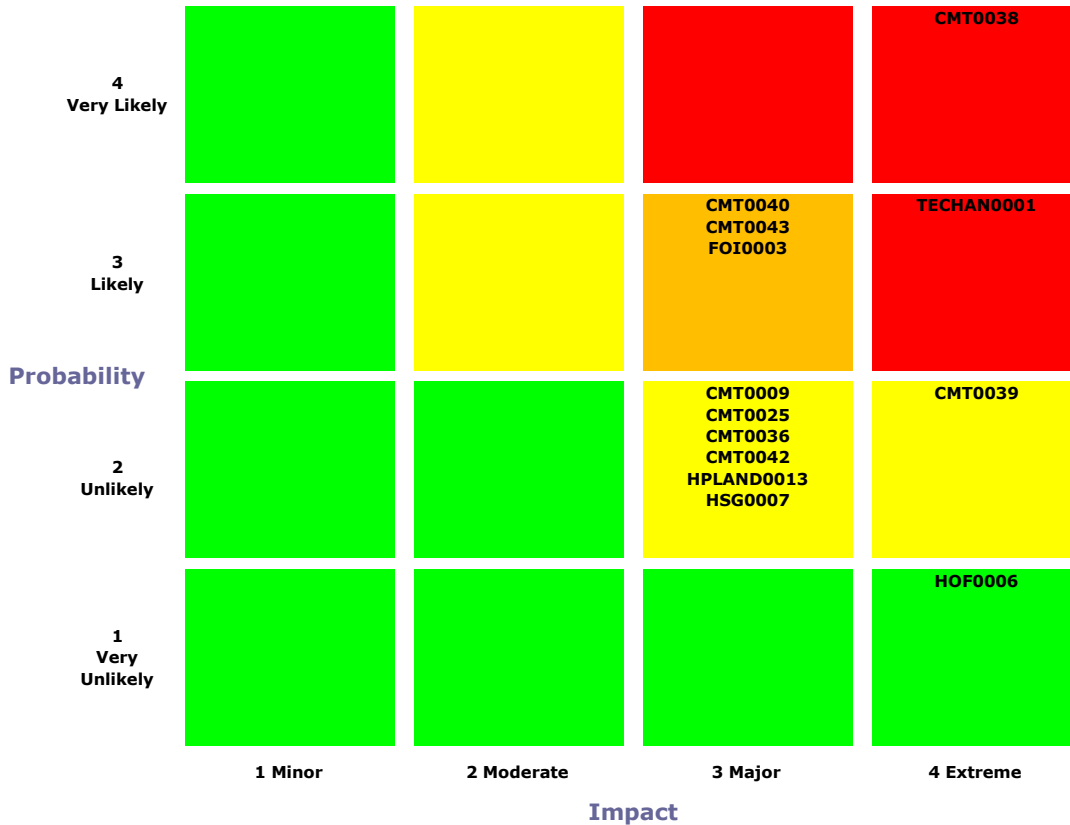 CMT0038
4
Very Likely
CMT0040
CMT0043
FOI0003
TECHAN0001
3
Likely
Probability
CMT0009
CMT0025
CMT0036
CMT0042
HPLAND0013
HSG0007
CMT0039
2
Unlikely
HOF0006
1
Very
Unlikely
1 Minor
2 Moderate
3 Major
4 Extreme
Impact